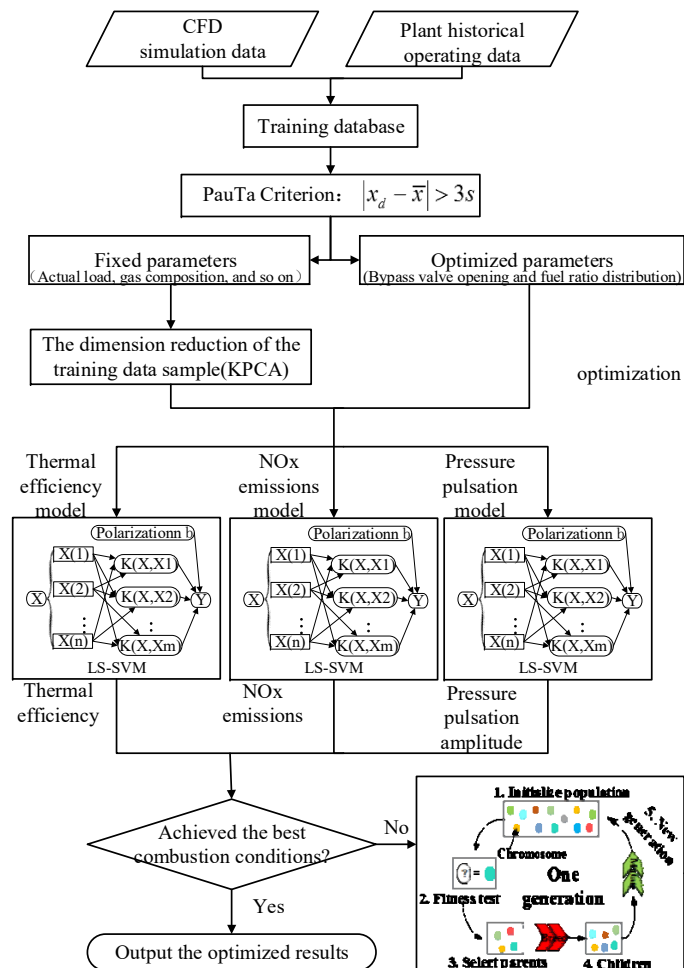 CFD
simulation data
Plant historical
operating data
Training database
PauTa Criterion： |x_d − x̅| > 3s
Fixed parameters
（Actual load, gas composition, and so on）
Optimized parameters
(Bypass valve opening and fuel ratio distribution)
The dimension reduction of the
training data sample(KPCA)
optimization
Thermal
efficiency
model
NOx
emissions
model
Pressure
pulsation
model
Polarizationn b
X(1)
K(X,X1)
X
X(2)
K(X,X2)
Y
⋮
⋮
X(n)
K(X,Xm)
LS-SVM
Polarizationn b
X(1)
K(X,X1)
X
X(2)
K(X,X2)
Y
⋮
⋮
X(n)
K(X,Xm)
LS-SVM
Polarizationn b
X(1)
K(X,X1)
X
X(2)
K(X,X2)
Y
⋮
⋮
X(n)
K(X,Xm)
LS-SVM
Thermal
efficiency
NOx
emissions
Pressure
pulsation
amplitude
Achieved the best
combustion conditions?
No
Yes
Output the optimized results
1. Initialize population
Chromosome
(?) =
2. Fitness test
One
generation
3. Select parents
4. Children
5. New
generation